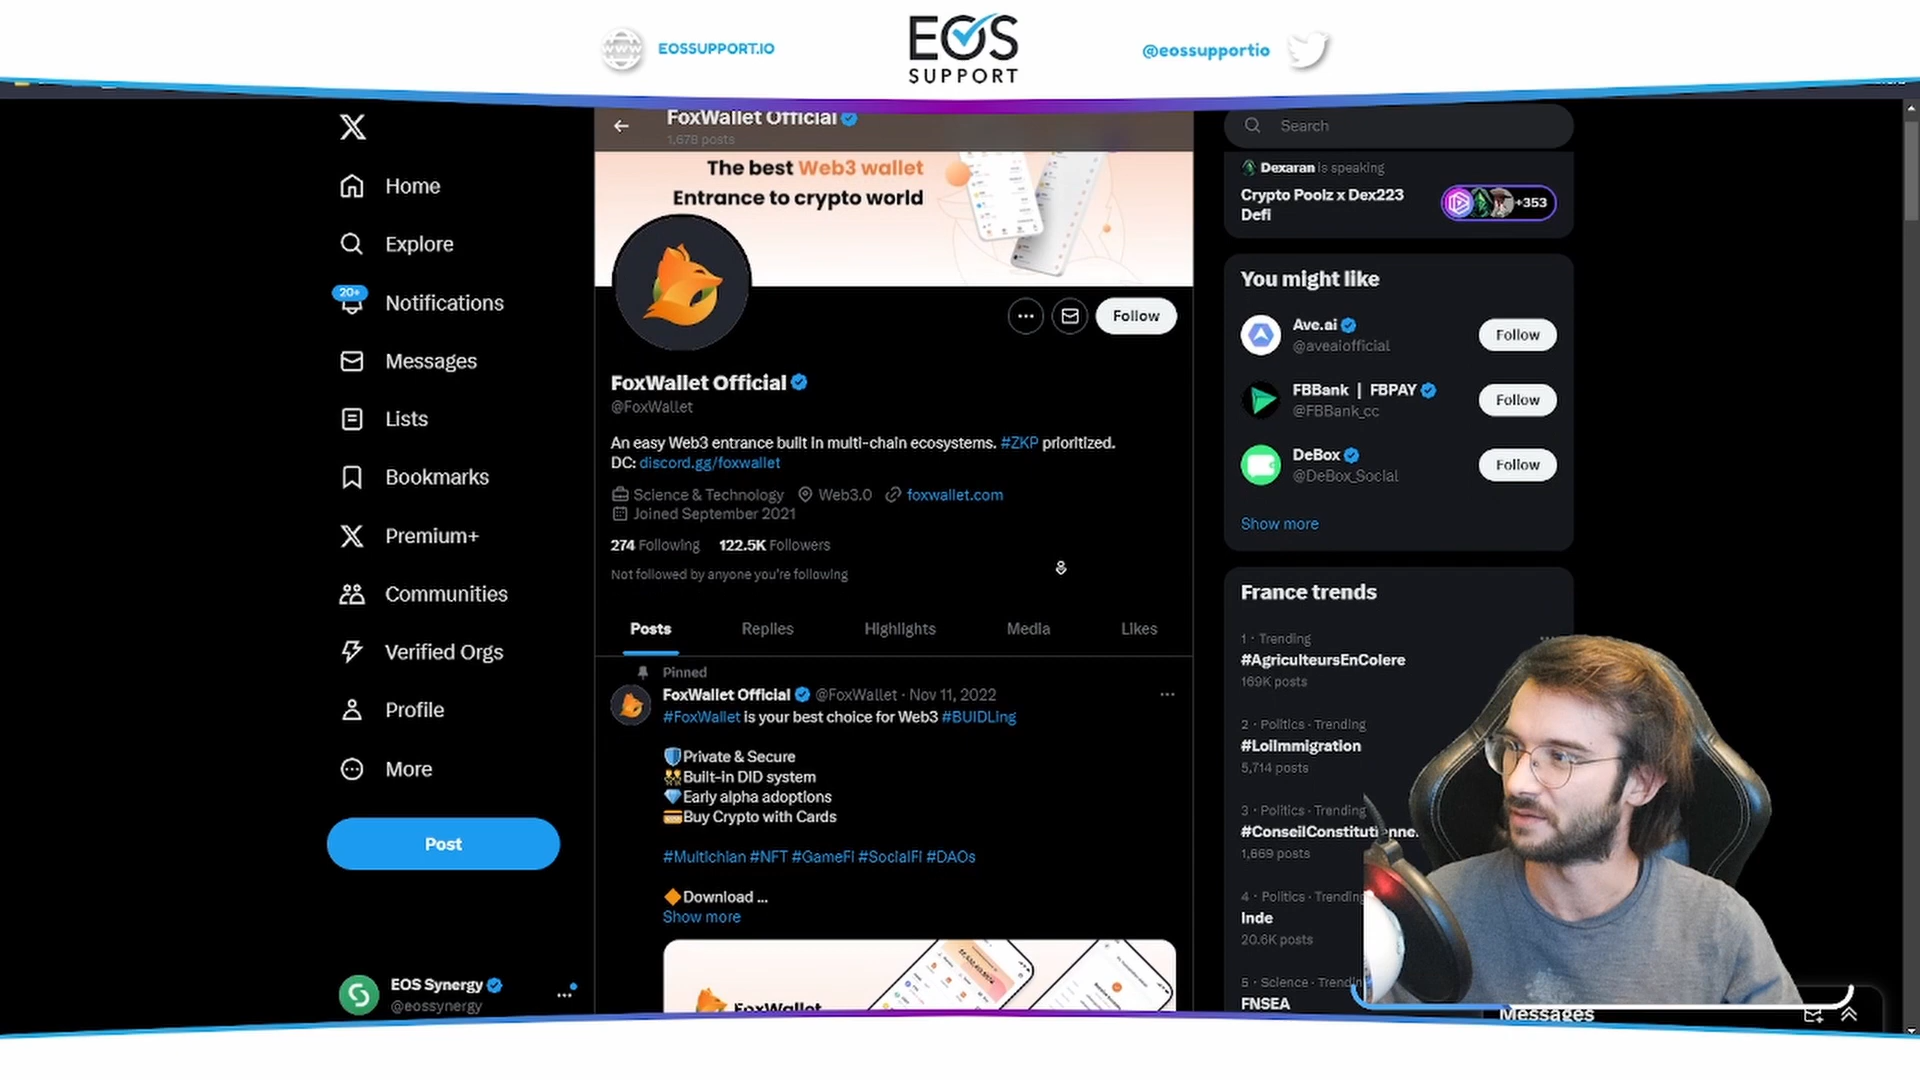 WWW
EOSSUPPORT.IO
EOS
SUPPORT
@eossupportio
Home
Explore
20+
Notifications
Messages
Lists
Bookmarks
Premium+
Communities
Verified Orgs
Profile
More
Post
EOS Synergy
@eossynergy
FoxWallet Official
1,678 posts
The best Web3 wallet
Entrance to crypto world
Follow
FoxWallet Official
@FoxWallet
An easy Web3 entrance built in multi-chain ecosystems. #ZKP prioritized.
DC: discord.gg/foxwallet
Science & Technology Web3.0 foxwallet.com
Joined September 2021
274 Following 122.5K Followers
Not followed by anyone you're following
Posts Replies Highlights Media Likes
Pinned
FoxWallet Official @FoxWallet · Nov 11, 2022
#FoxWallet is your best choice for Web3 #BUIDLing
Private & Secure
Built-in DID system
Early alpha adoptions
Buy Crypto with Cards
#Multichian #NFT #GameFi #SocialFi #DAOs
Download ...
Show more
FoxWallet
Search
Dexaran is speaking
Crypto Poolz x Dex223
Defi
+353
You might like
Ave.ai
@aveaiofficial
Follow
FBBank | FBPAY
@FBBank_cc
Follow
DeBox
@DeBox_Social
Follow
Show more
France trends
1 · Trending
#AgriculteursEnColere
169K posts
2 · Politics · Trending
#LoiImmigration
5,714 posts
3 · Politics · Trending
#ConseilConstitutionne
1,669 posts
4 · Politics · Trending
Inde
20.6K posts
5 · Science · Trendin
FNSEA
Messages